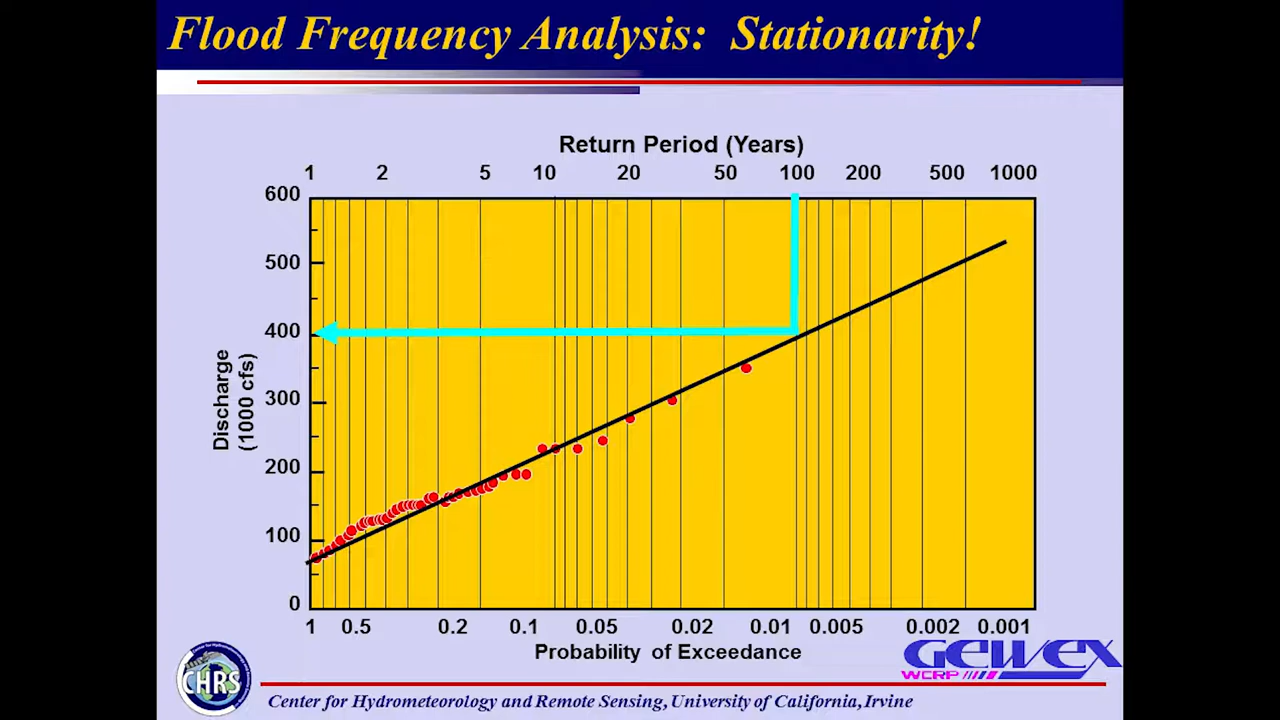 Flood Frequency Analysis: Stationarity!
Return Period (Years)
1 2 5 10 20 50 100 200 500 1000
600
500
400
300
200
100
0
Discharge
(1000 cfs)
1 0.5 0.2 0.1 0.05 0.02 0.01 0.005 0.002 0.001
Probability of Exceedance
CHRS
GEWEX
WCRP
Center for Hydrometeorology and Remote Sensing, University of California, Irvine